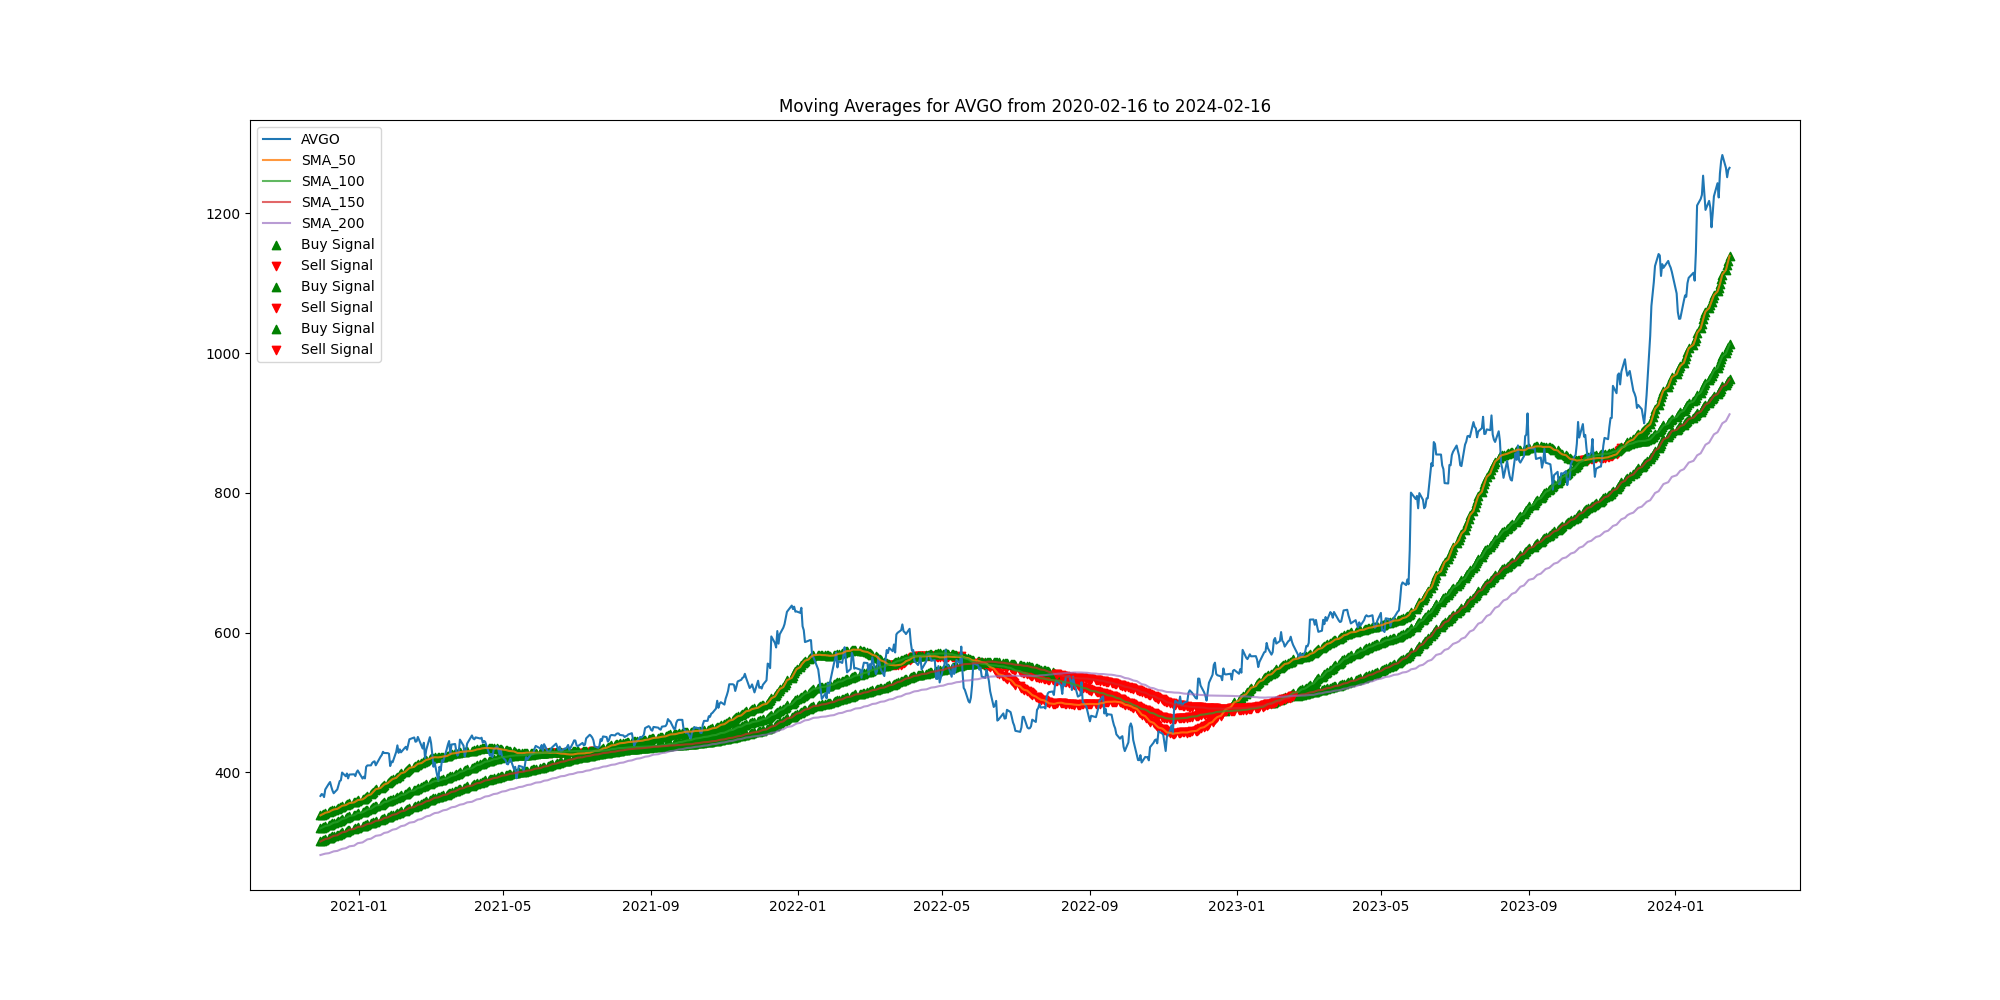 Moving Averages for AVGO from 2020-02-16 to 2024-02-16
AVGO
SMA_50
SMA_100
SMA_150
SMA_200
Buy Signal
Sell Signal
Buy Signal
Sell Signal
Buy Signal
Sell Signal
1200
1000
800
600
400
2021-01 2021-05 2021-09 2022-01 2022-05 2022-09 2023-01 2023-05 2023-09 2024-01